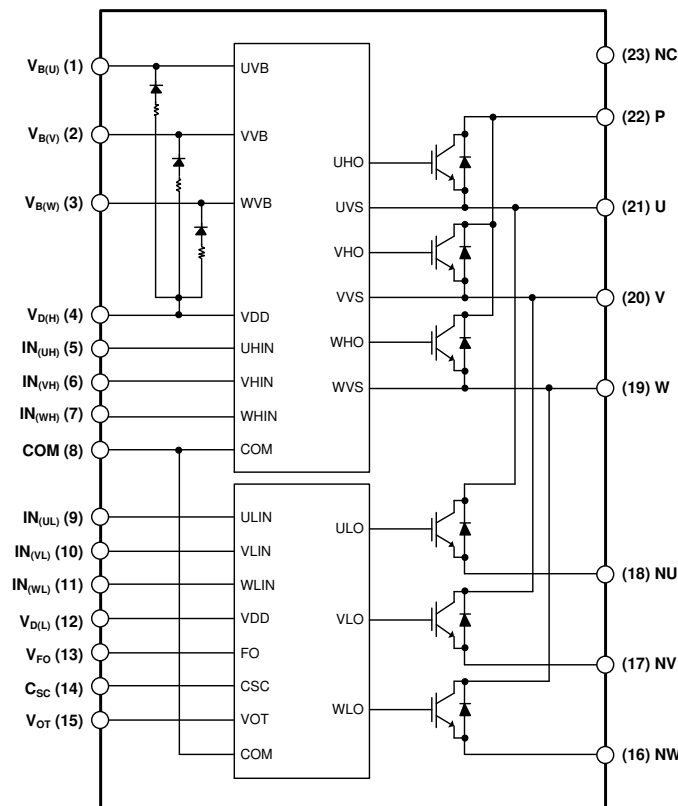 V_B(U) (1)
V_B(V) (2)
V_B(W) (3)
V_D(H) (4)
IN_(UH) (5)
IN_(VH) (6)
IN_(WH) (7)
COM (8)
IN_(UL) (9)
IN_(VL) (10)
IN_(WL) (11)
V_D(L) (12)
V_FO (13)
C_SC (14)
V_OT (15)
UVB
VVB
WVB
VDD
UHIN
VHIN
WHIN
COM
UHO
UVS
VHO
VVS
WHO
WVS
ULIN
VLIN
WLIN
VDD
FO
CSC
VOT
COM
ULO
VLO
WLO
(23) NC
(22) P
(21) U
(20) V
(19) W
(18) NU
(17) NV
(16) NW